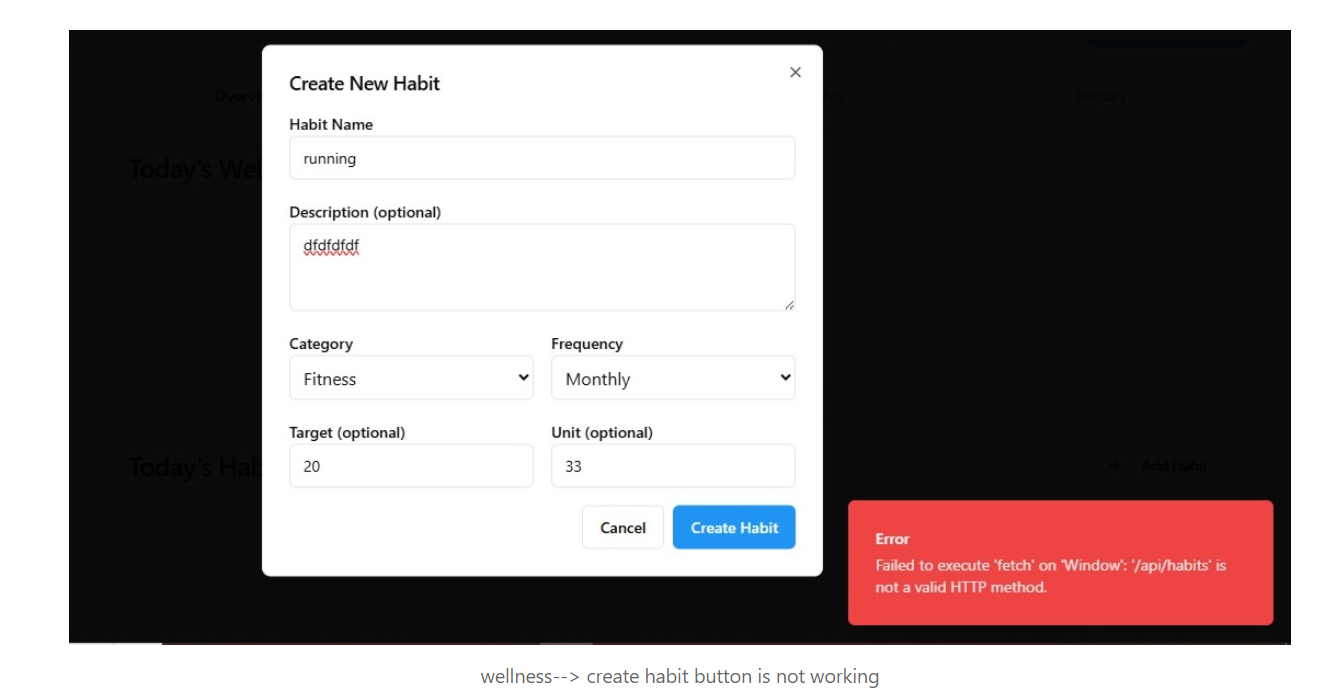 Create New Habit
Habit Name
running
Description (optional)
dfdfdfdf
Category
Frequency
Fitness
Monthly
Target (optional)
Unit (optional)
20
33
Cancel
Create Habit
History
Today's Wel
Today's Hab
+ Add Habit
Error
Failed to execute 'fetch' on 'Window': '/api/habits' is
not a valid HTTP method.
wellness--> create habit button is not working